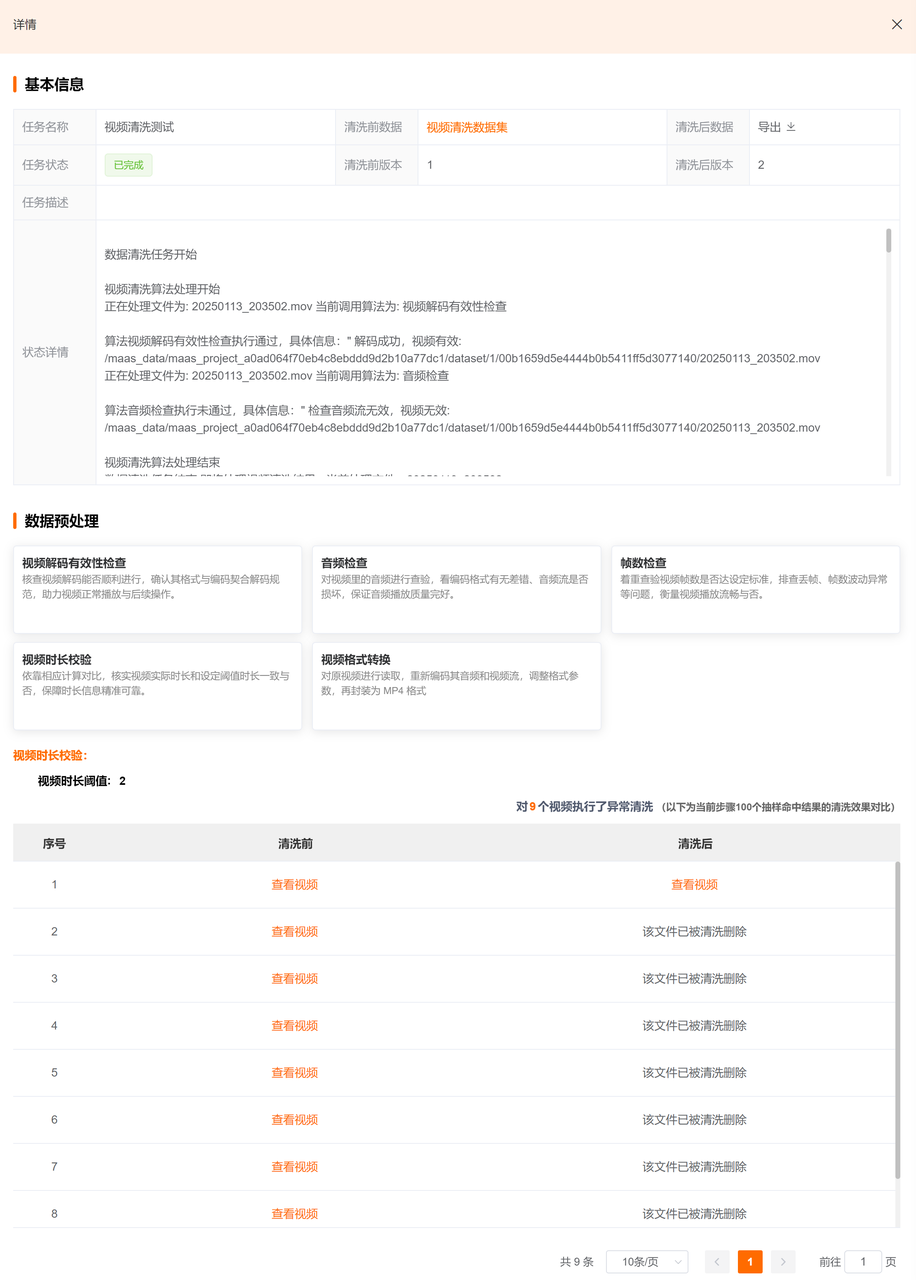 详情
基本信息
任务名称 视频清洗测试 清洗前数据 视频清洗数据集 清洗后数据 导出
任务状态 已完成 清洗前版本 1 清洗后版本 2
任务描述
状态详情
数据清洗任务开始
视频清洗算法处理开始
正在处理文件为: 20250113_203502.mov 当前调用算法为: 视频解码有效性检查
算法视频解码有效性检查执行通过，具体信息：" 解码成功，视频有效:
/maas_data/maas_project_a0ad064f70eb4c8ebddd9d2b10a77dc1/dataset/1/00b1659d5e4444b0b5411ff5d3077140/20250113_203502.mov
正在处理文件为: 20250113_203502.mov 当前调用算法为: 音频检查
算法音频检查执行未通过，具体信息：" 检查音频流无效，视频无效:
/maas_data/maas_project_a0ad064f70eb4c8ebddd9d2b10a77dc1/dataset/1/00b1659d5e4444b0b5411ff5d3077140/20250113_203502.mov
视频清洗算法处理结束
数据预处理
视频解码有效性检查
核查视频解码能否顺利进行，确认其格式与编码契合解码规
范，助力视频正常播放与后续操作。
音频检查
对视频里的音频进行查验，看编码格式有无差错、音频流是否
损坏，保证音频播放质量完好。
帧数检查
着重查验视频帧数是否达设定标准，排查丢帧、帧数波动异常
等问题，衡量视频播放流畅与否。
视频时长校验
依靠相应计算对比，核实视频实际时长和设定阈值时长一致与
否，保障时长信息精准可靠。
视频格式转换
对原视频进行读取，重新编码其音频和视频流，调整格式参
数，再封装为 MP4 格式
视频时长校验：
视频时长阈值：2
对9个视频执行了异常清洗 （以下为当前步骤100个抽样命中结果的清洗效果对比）
序号 清洗前 清洗后
1 查看视频 查看视频
2 查看视频 该文件已被清洗删除
3 查看视频 该文件已被清洗删除
4 查看视频 该文件已被清洗删除
5 查看视频 该文件已被清洗删除
6 查看视频 该文件已被清洗删除
7 查看视频 该文件已被清洗删除
8 查看视频 该文件已被清洗删除
共 9 条 10条/页 1 前往 1 页